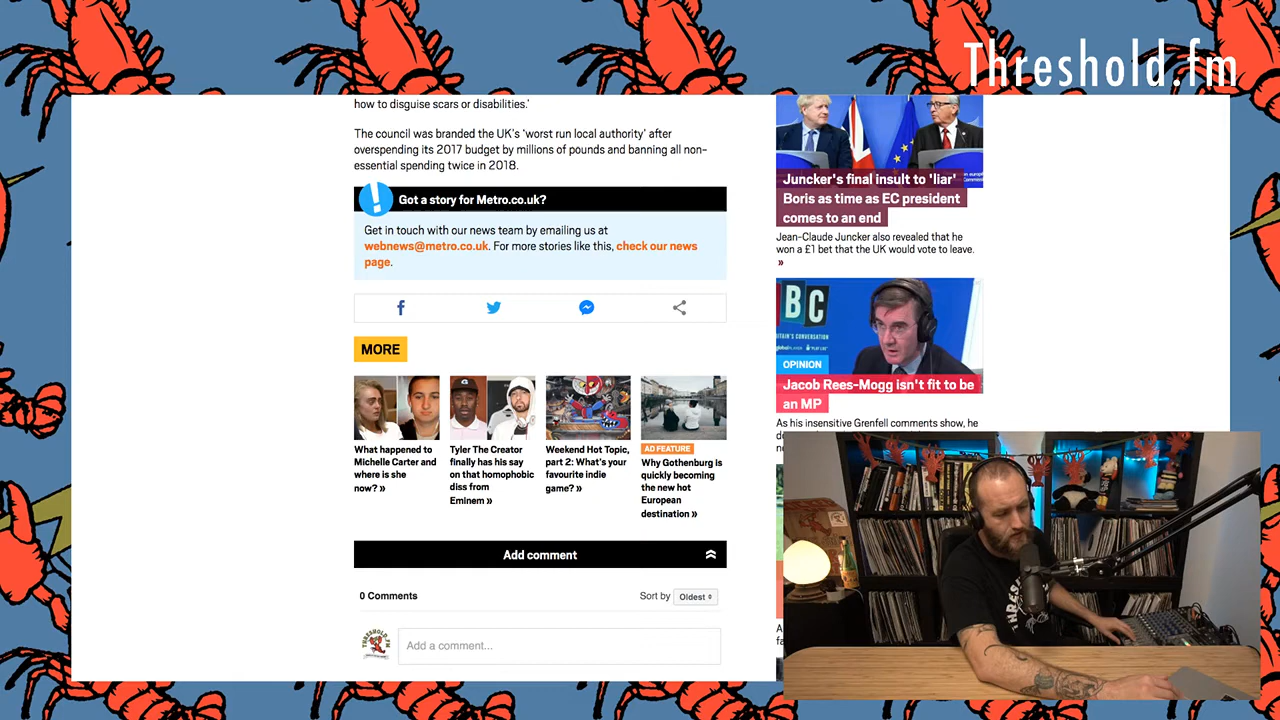 Threshold.fm
how to disguise scars or disabilities.'
The council was branded the UK's 'worst run local authority' after
overspending its 2017 budget by millions of pounds and banning all non-
essential spending twice in 2018.
Got a story for Metro.co.uk?
Get in touch with our news team by emailing us at
webnews@metro.co.uk. For more stories like this, check our news
page.
MORE
What happened to
Michelle Carter and
where is she
now? »
Tyler The Creator
finally has his say
on that homophobic
diss from
Eminem »
Weekend Hot Topic,
part 2: What's your
favourite indie
game? »
AD FEATURE
Why Gothenburg is
quickly becoming
the new hot
European
destination »
Add comment
0 Comments
Sort by Oldest
THRESHOLD.FM
Add a comment...
Juncker's final insult to 'liar'
Boris as time as EC president
comes to an end
Jean-Claude Juncker also revealed that he
won a £1 bet that the UK would vote to leave.
»
BC
OPINION
Jacob Rees-Mogg isn't fit to be
an MP
As his insensitive Grenfell comments show, he